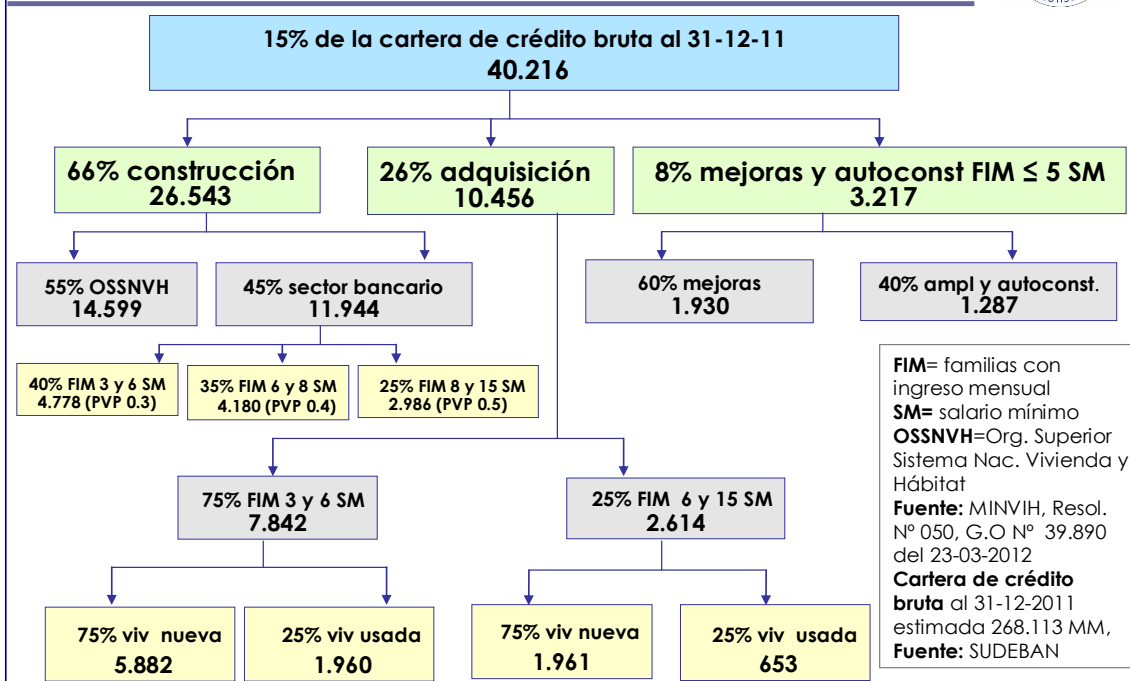 15% de la cartera de crédito bruta al 31-12-11
40.216
66% construcción
26.543
26% adquisición
10.456
8% mejoras y autoconst FIM ≤ 5 SM
3.217
55% OSSNVH
14.599
45% sector bancario
11.944
60% mejoras
1.930
40% ampl y autoconst.
1.287
40% FIM 3 y 6 SM
4.778 (PVP 0.3)
35% FIM 6 y 8 SM
4.180 (PVP 0.4)
25% FIM 8 y 15 SM
2.986 (PVP 0.5)
75% FIM 3 y 6 SM
7.842
25% FIM 6 y 15 SM
2.614
75% viv nueva
5.882
25% viv usada
1.960
75% viv nueva
1.961
25% viv usada
653
FIM= familias con
ingreso mensual
SM= salario mínimo
OSSNVH=Org. Superior
Sistema Nac. Vivienda y
Hábitat
Fuente: MINVIH, Resol.
Nº 050, G.O Nº 39.890
del 23-03-2012
Cartera de crédito
bruta al 31-12-2011
estimada 268.113 MM,
Fuente: SUDEBAN